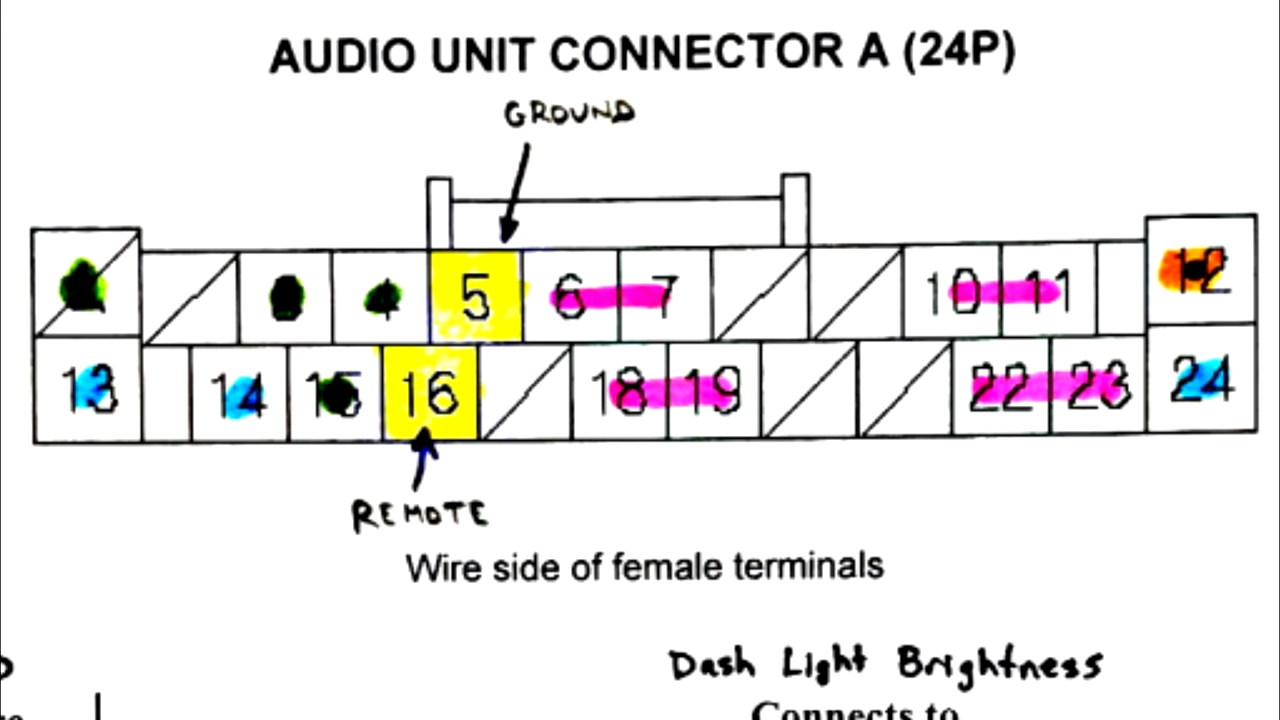 AUDIO UNIT CONNECTOR A (24P)
GROUND
4 5 6 7 10 11 12
13 14 15 16 18 19 22 23 24
REMOTE
Wire side of female terminals
Dash Light Brightness
Connects to